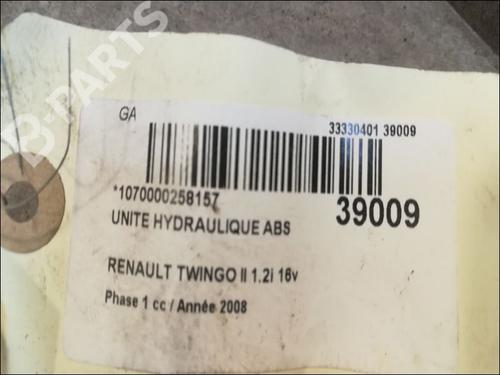 B-PARTS
GA
33330401 39009
*1070000258157
39009
UNITE HYDRAULIQUE ABS
RENAULT TWINGO II 1.2i 16v
Phase 1 cc / Année 2008